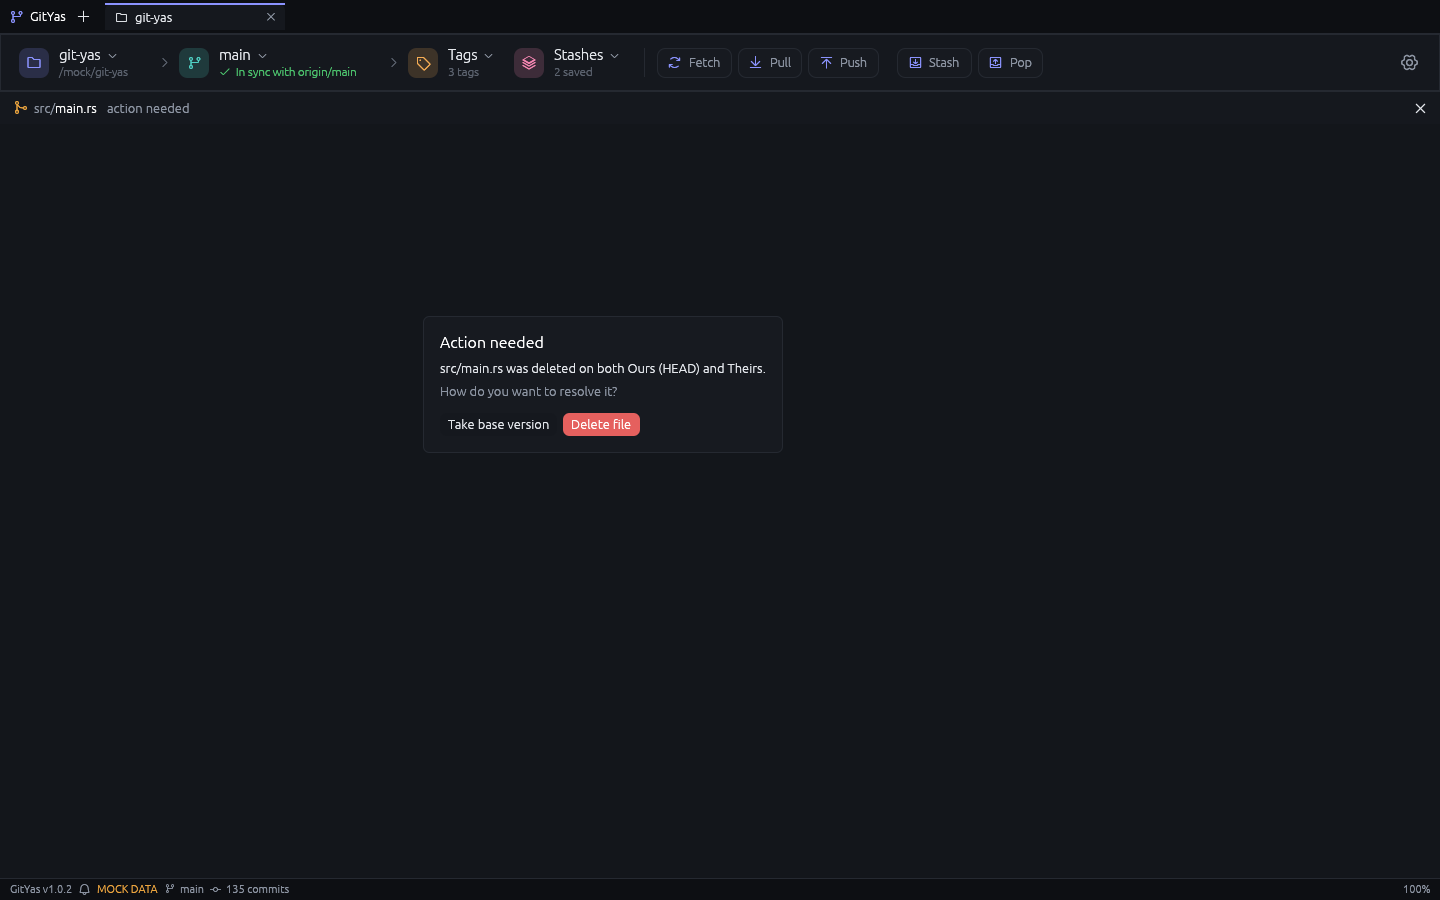 GitYas
git-yas
git-yas
/mock/git-yas
main
In sync with origin/main
Tags
3 tags
Stashes
2 saved
Fetch
Pull
Push
Stash
Pop
src/main.rs action needed
Action needed
src/main.rs was deleted on both Ours (HEAD) and Theirs.
How do you want to resolve it?
Take base version
Delete file
GitYas v1.0.2
MOCK DATA
main
135 commits
100%